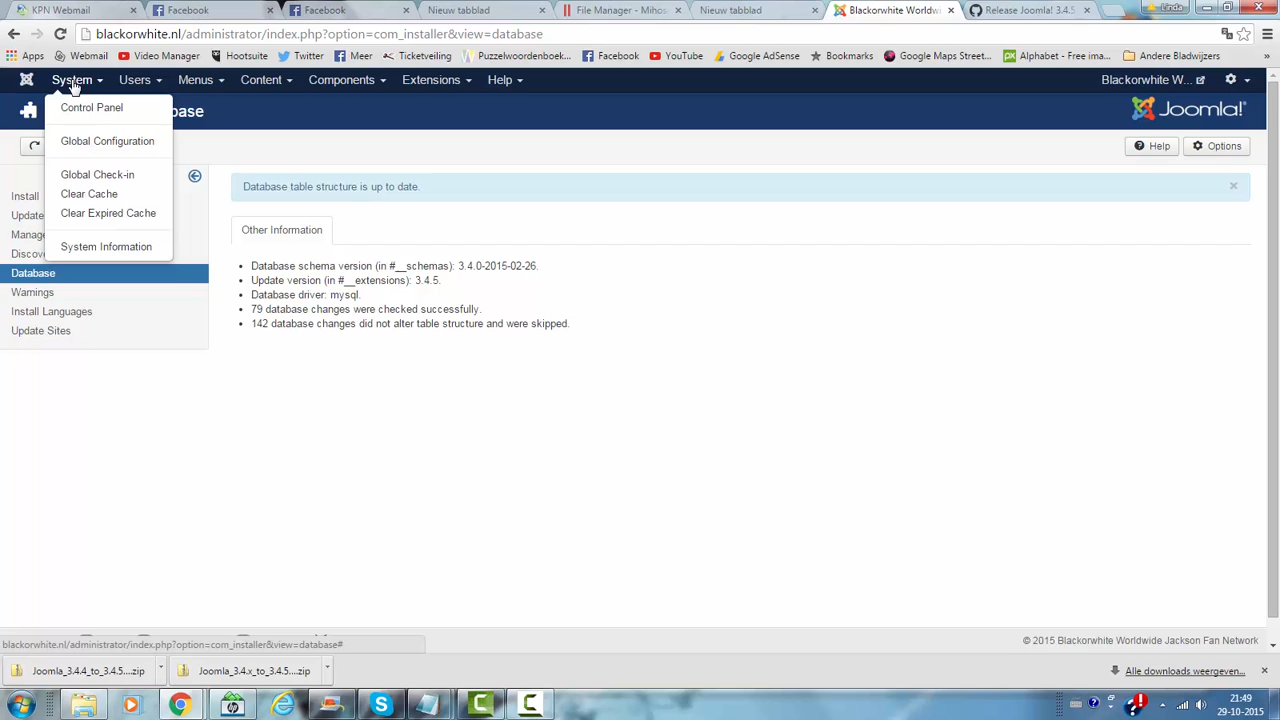 KPN Webmail
Facebook
Facebook
Nieuw tabblad
File Manager - Mihos
Nieuw tabblad
Blackorwhite Worldw
Release Joomla! 3.4.5
Linda
blackorwhite.nl/administrator/index.php?option=com_installer&view=database
Apps
Webmail
Video Manager
Hootsuite
Twitter
Meer
Ticketveiling
Puzzelwoordenboek...
Facebook
YouTube
Google AdSense
Bookmarks
Google Maps Street...
Alphabet - Free ima...
Andere Bladwijzers
System
Users
Menus
Content
Components
Extensions
Help
Blackorwhite W...
Control Panel
Global Configuration
Global Check-in
Clear Cache
Clear Expired Cache
System Information
base
Joomla!
Help
Options
Install
Update
Manage
Discov
Database
Warnings
Install Languages
Update Sites
Database table structure is up to date.
Other Information
Database schema version (in #__schemas): 3.4.0-2015-02-26.
Update version (in #__extensions): 3.4.5.
Database driver: mysql.
79 database changes were checked successfully.
142 database changes did not alter table structure and were skipped.
blackorwhite.nl/administrator/index.php?option=com_installer&view=database#
© 2015 Blackorwhite Worldwide Jackson Fan Network
Joomla_3.4.4_to_3.4.5....zip
Joomla_3.4.x_to_3.4.5....zip
Alle downloads weergeven...
21:49
29-10-2015